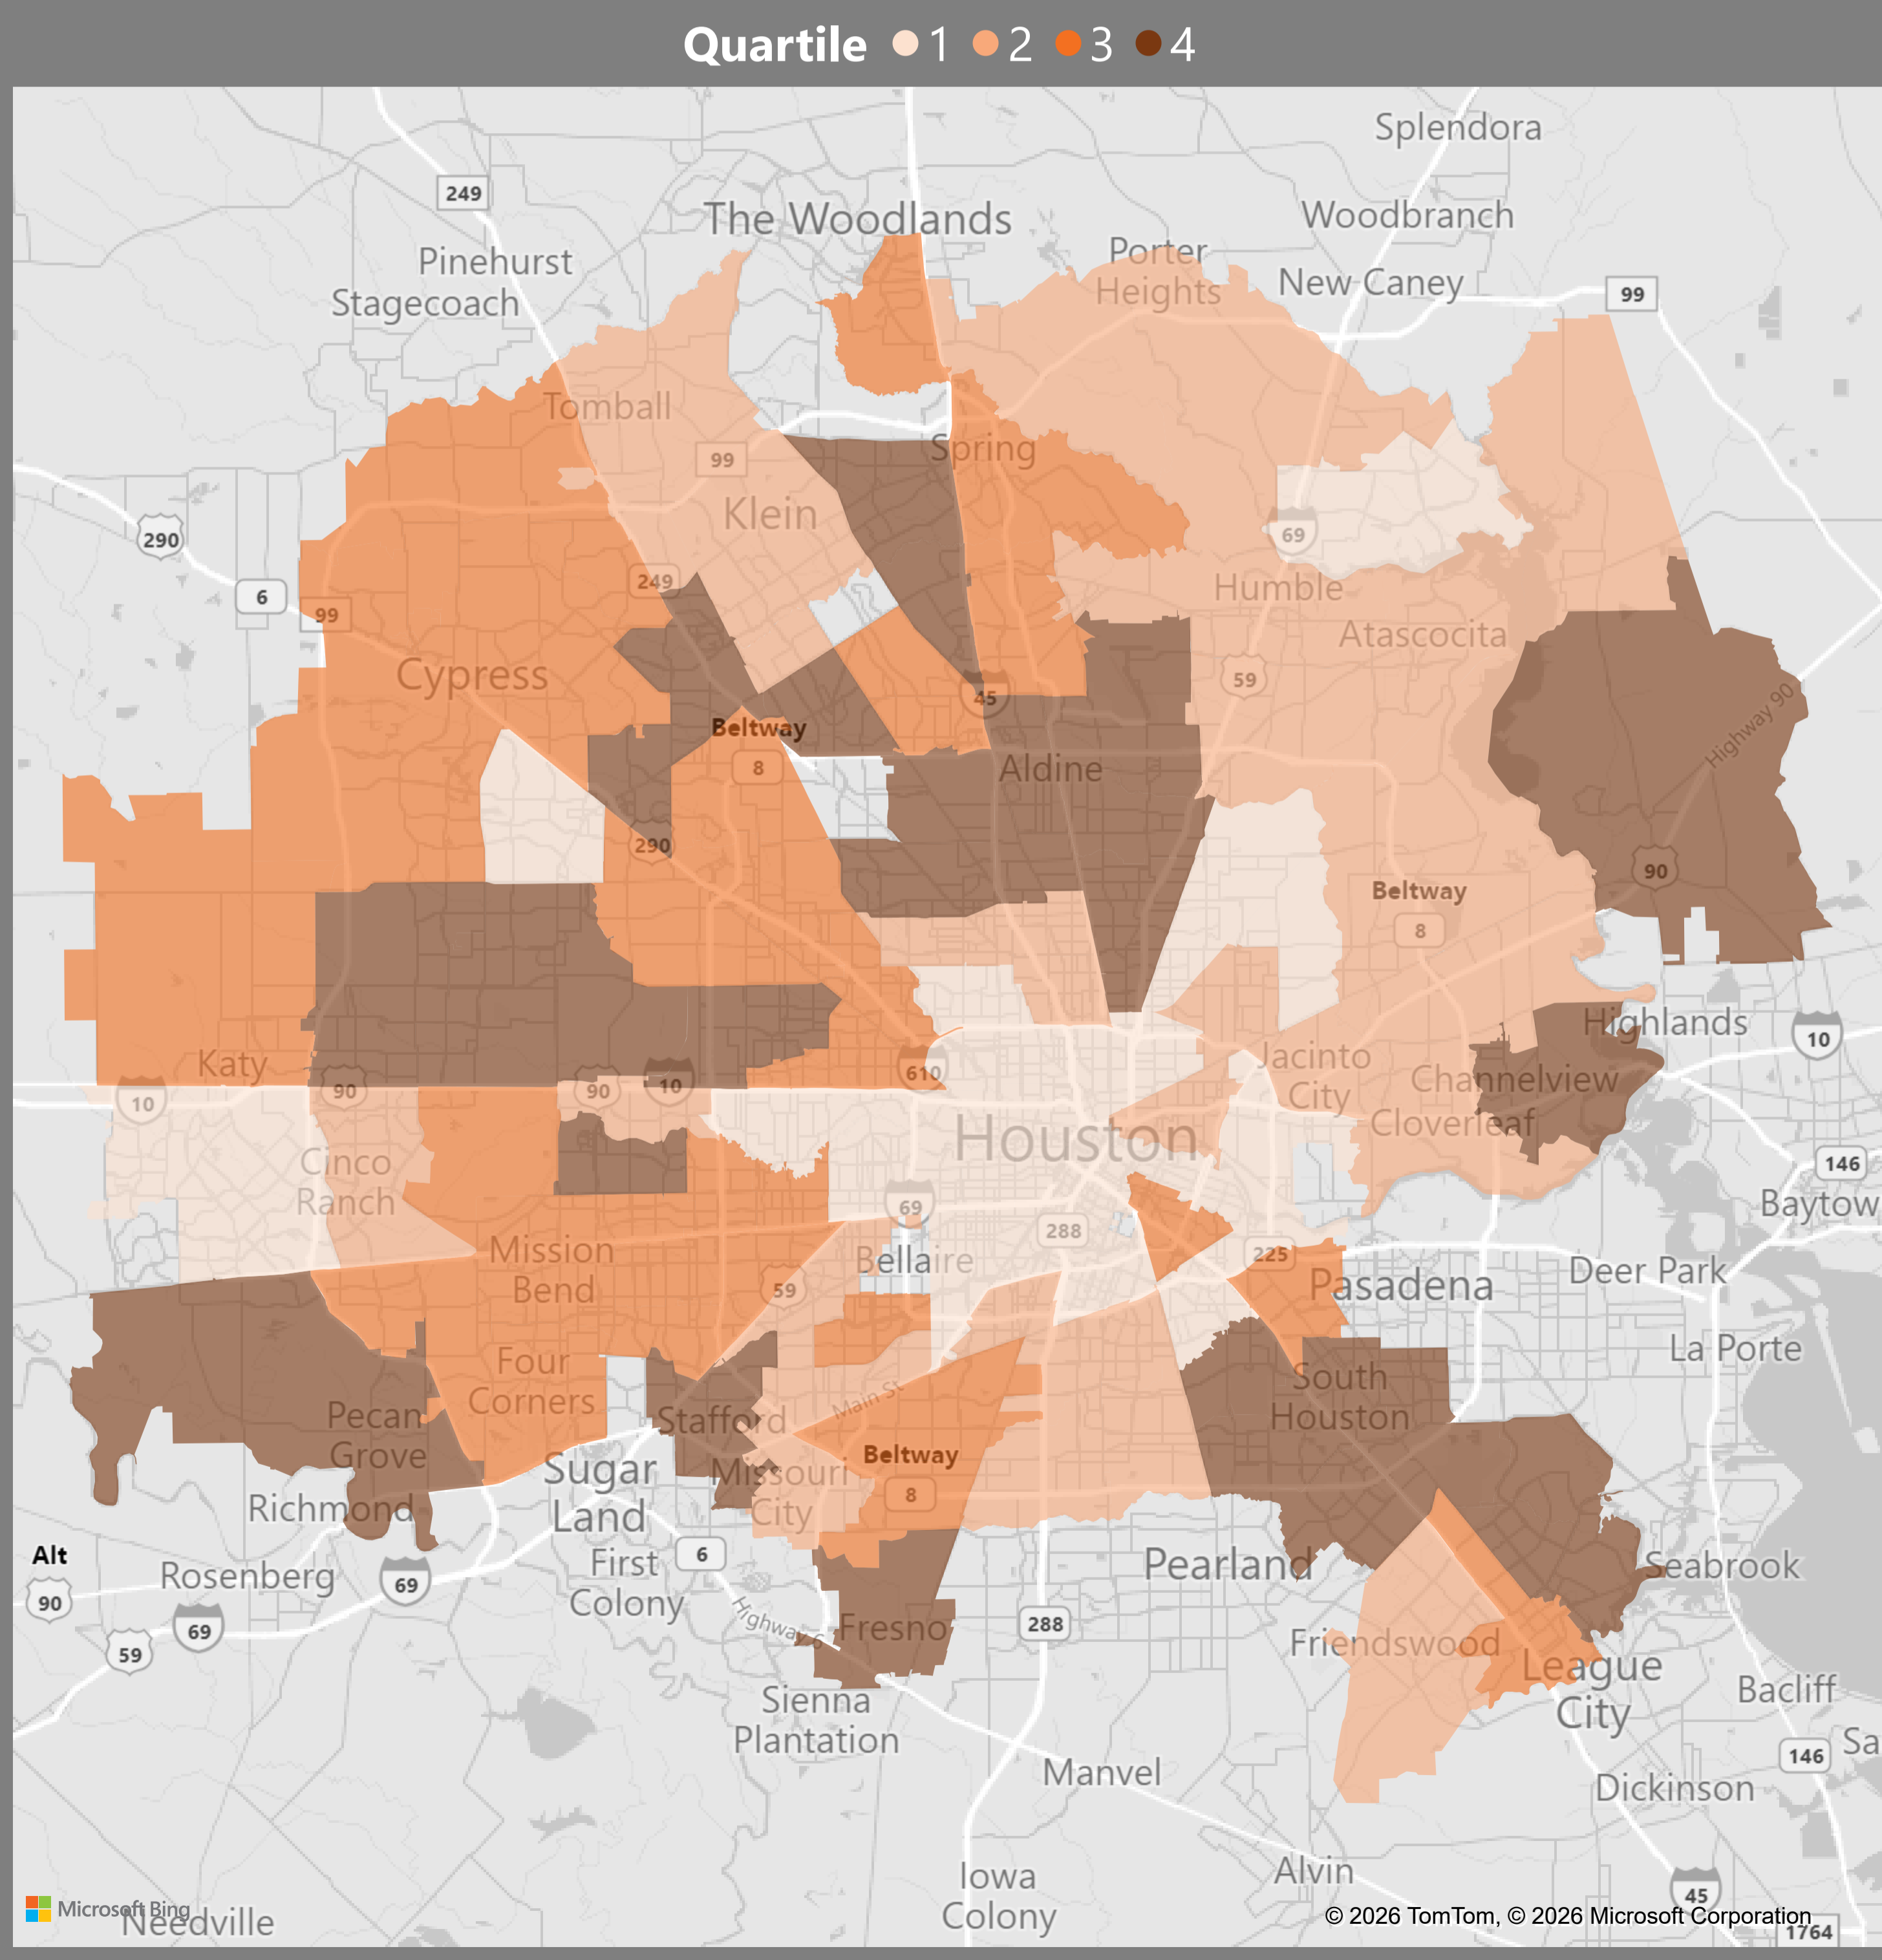 Quartile 1 2 3 4
Splendora
249
The Woodlands
Woodbranch
Porter
Heights
Pinehurst
New Caney
Stagecoach
99
Tomball
Spring
99
Klein
290
69
249
Humble
6
99
Atascocita
Cypress
59
45
Highway 90
Beltway
8
Aldine
290
90
Beltway
8
Highlands
10
Katy
610
Jacinto
City
Channelview
10
90
90
10
Cloverleaf
Houston
Cinco
Ranch
146
69
Baytow
288
Mission
Bend
Bellaire
225
Pasadena
Deer Park
59
La Porte
Four
Corners
South
Houston
Main St
Pecan
Grove
Stafford
Beltway
8
Missouri
City
Sugar
Land
Richmond
Alt
90
6
Pearland
Seabrook
Rosenberg
69
First
Colony
Highway 6
Fresno
288
69
59
Friendswood
League
City
Sienna
Plantation
Bacliff
146
Sa
Manvel
Dickinson
Alvin
Iowa
Colony
45
Microsoft Bing
Needville
© 2026 TomTom, © 2026 Microsoft Corporation
1764